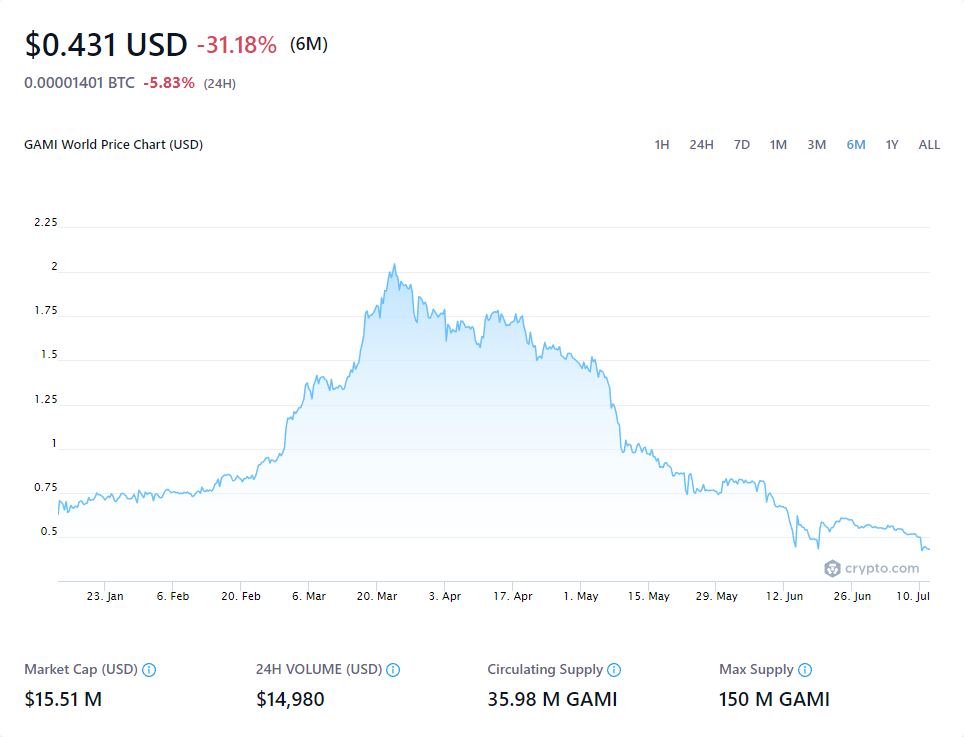 $0.431 USD -31.18% (6M)
0.00001401 BTC -5.83% (24H)
GAMI World Price Chart (USD) 1H 24H 7D 1M 3M 6M 1Y ALL
2.25
2
1.75
1.5
1.25
1
0.75
0.5
crypto.com
23. Jan 6. Feb 20. Feb 6. Mar 20. Mar 3. Apr 17. Apr 1. May 15. May 29. May 12. Jun 26. Jun 10. Jul
Market Cap (USD) 24H VOLUME (USD) Circulating Supply Max Supply
$15.51 M $14,980 35.98 M GAMI 150 M GAMI